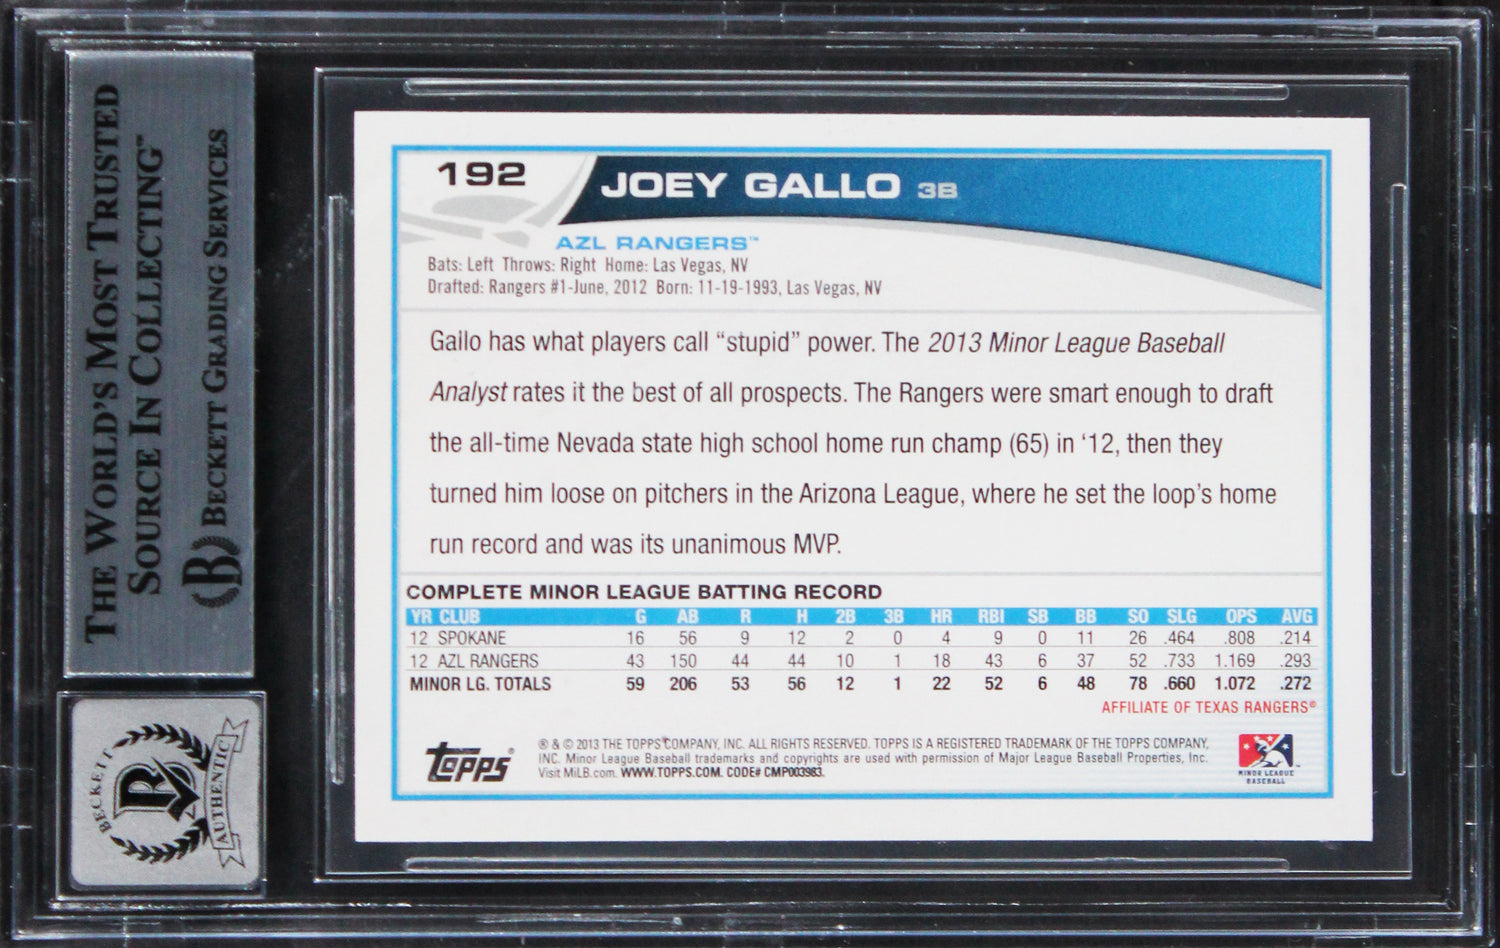 THE WORLD'S MOST TRUSTED
SOURCE IN COLLECTING™
BECKETT GRADING SERVICES
BECKETT
AUTHENTIC
192
JOEY GALLO 3B
AZL RANGERS™
Bats: Left Throws: Right Home: Las Vegas, NV
Drafted: Rangers #1-June, 2012 Born: 11-19-1993, Las Vegas, NV
Gallo has what players call “stupid” power. The 2013 Minor League Baseball
Analyst rates it the best of all prospects. The Rangers were smart enough to draft
the all-time Nevada state high school home run champ (65) in ‘12, then they
turned him loose on pitchers in the Arizona League, where he set the loop’s home
run record and was its unanimous MVP.
COMPLETE MINOR LEAGUE BATTING RECORD
YR CLUB G AB R H 2B 3B HR RBI SB BB SO SLG OPS AVG
12 SPOKANE 16 56 9 12 2 0 4 9 0 11 26 .464 .808 .214
12 AZL RANGERS 43 150 44 44 10 1 18 43 6 37 52 .733 1.169 .293
MINOR LG. TOTALS 59 206 53 56 12 1 22 52 6 48 78 .660 1.072 .272
AFFILIATE OF TEXAS RANGERS®
Topps®
® & © 2013 THE TOPPS COMPANY, INC. ALL RIGHTS RESERVED. TOPPS IS A REGISTERED TRADEMARK OF THE TOPPS COMPANY,
INC. Minor League Baseball trademarks and copyrights are used with permission of Major League Baseball Properties, Inc.
Visit MiLB.com. WWW.TOPPS.COM. CODE# CMP003983.
MINOR LEAGUE
BASEBALL